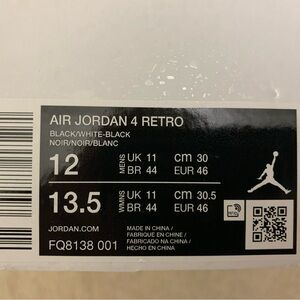 AIR JORDAN 4 RETRO
BLACK/WHITE-BLACK
NOIR/NOIR/BLANC
12 MENS UK 11 cm 30
BR 44 EUR 46
13.5 WMNS UK 11 cm 30.5
BR 44 EUR 46
JORDAN.COM
FQ8138 001
MADE IN CHINA /
FABRIQUÉ EN CHINE /
FABRICADO NA CHINA /
HECHO EN CHINA